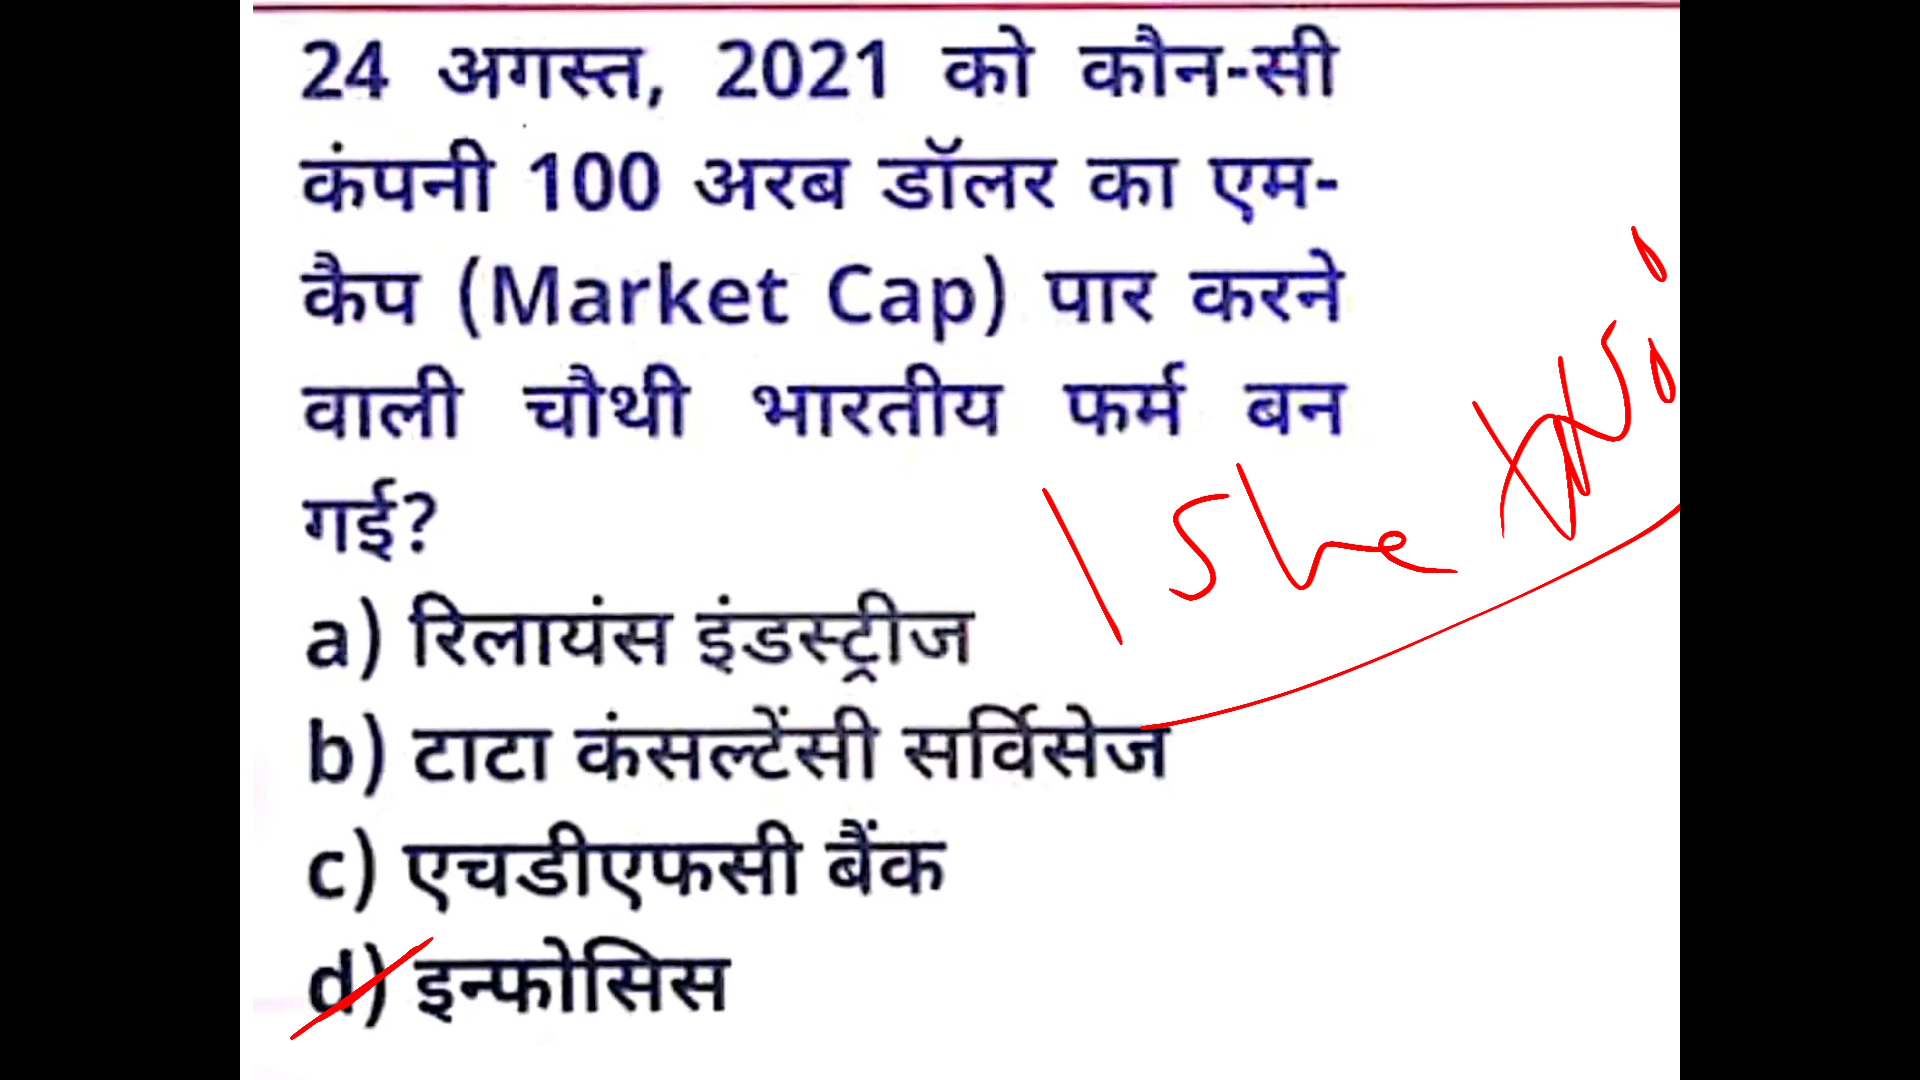 24 अगस्त, 2021 को कौन-सी
कंपनी 100 अरब डॉलर का एम-
कैप (Market Cap) पार करने
वाली चौथी भारतीय फर्म बन
गई?
a) रिलायंस इंडस्ट्रीज
b) टाटा कंसल्टेंसी सर्विसेज
c) एचडीएफसी बैंक
d) इन्फोसिस